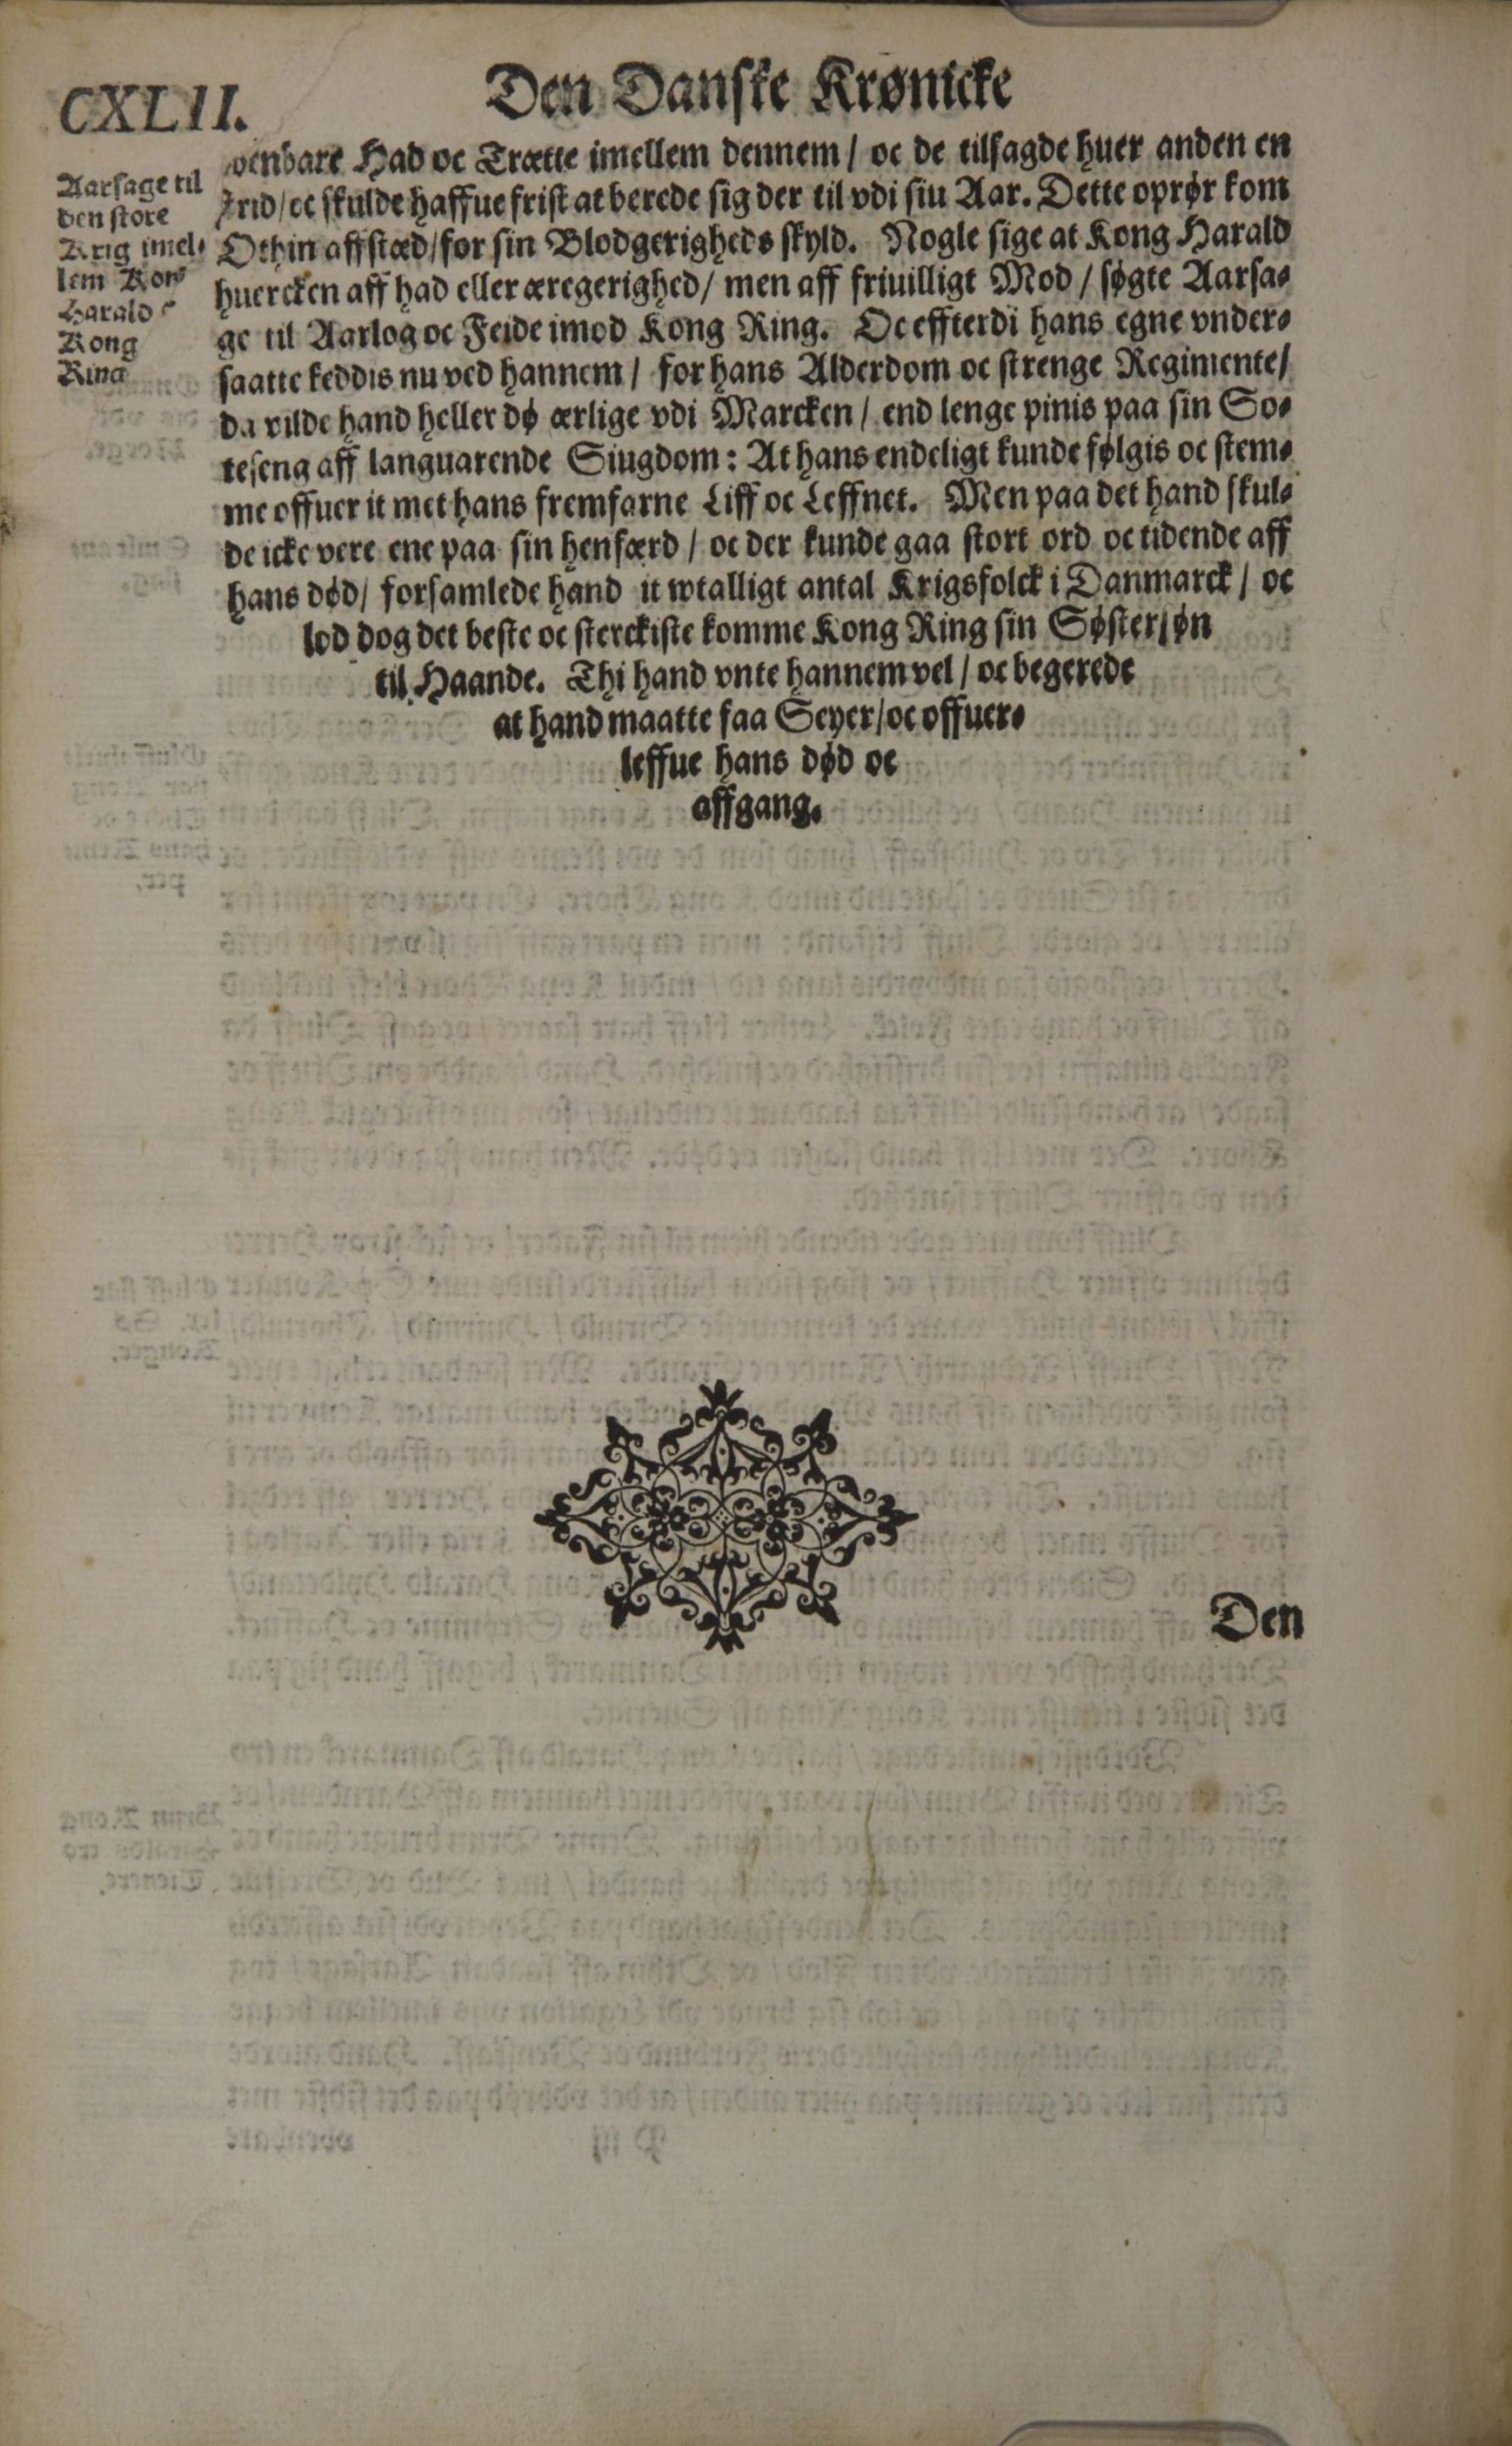 CXLII.
Den Danske Krønicke
Aarsage til
den store
Krig imel-
lem Kong
Harald
Kong
Ring
obenbare Had oc Trætte imellem dennem / oc de tilsagde huer anden en
Frid / oc skulde haffue frist at berede sig der til vdi siu Aar. Dette oprør kom
Othin affstæd / for sin Blodgerigheds skyld. Nogle sige at Kong Harald
huercken aff had eller æregerighed / men aff friuilligt Mod / søgte Aarsa-
ge til Aarlog oc Feide imod Kong Ring. Oc effterdi hans egne vnder-
saatte keddis nu ved hannem / for hans Alderdom oc strenge Regimente /
da vilde hand heller dø ærlige vdi Marcken / end lenge pinis paa sin So-
teseng aff languarende Siugdom : At hans endeligt kunde følgis oc stem-
me offuer it met hans fremfarne Liff oc Leffnet. Men paa det hand skul-
de icke vere ene paa sin henfærd / oc der kunde gaa stort ord oc tidende aff
hans død / forsamlede hand it wtalligt antal Krigsfolck i Danmarck / oc
lod dog det beste oc sterckiste komme Kong Ring sin Søstersøn
til Haande. Thi hand vnte hannem vel / oc begerede
at hand maatte faa Seyer / oc offuer-
leffue hans død oc
affgang.
Den